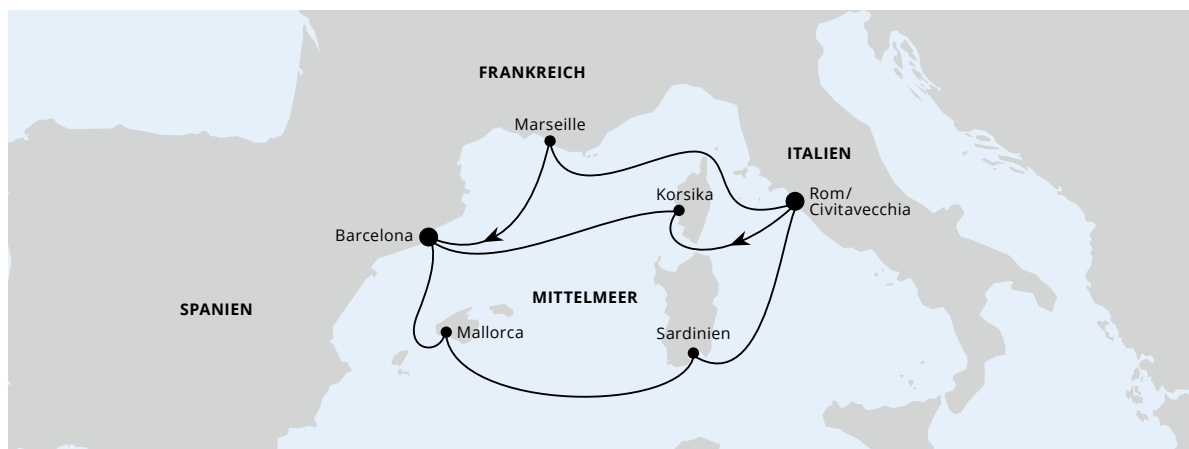 FRANKREICH
Marseille
ITALIEN
Korsika
Rom/
Civitavecchia
Barcelona
MITTELMEER
SPANIEN
Mallorca
Sardinien